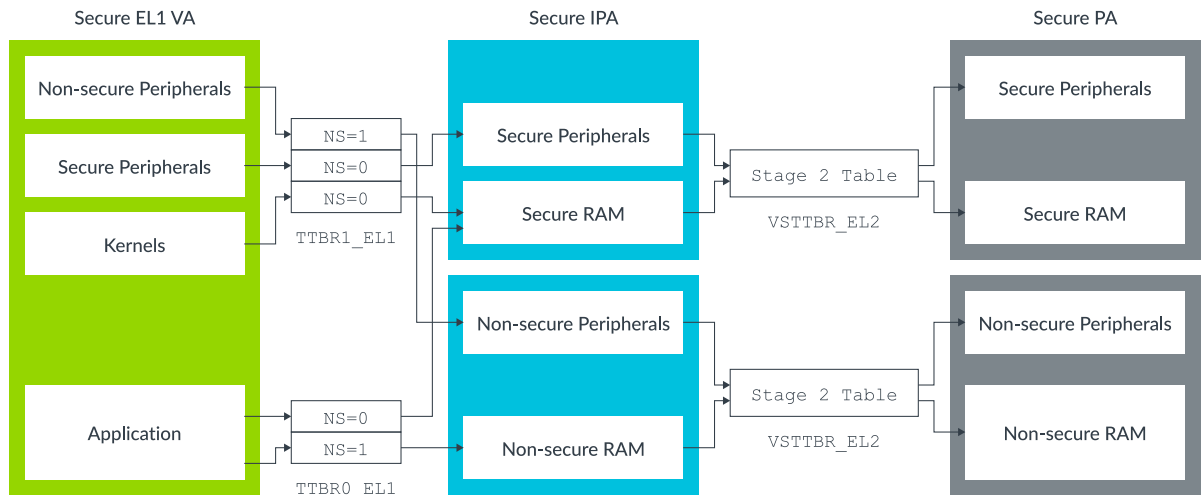 Secure EL1 VA
Secure IPA
Secure PA
Non-secure Peripherals
Secure Peripherals
Kernels
Application
NS=1
NS=0
NS=0
TTBR1_EL1
NS=0
NS=1
TTBR0_EL1
Secure Peripherals
Secure RAM
Non-secure Peripherals
Non-secure RAM
Stage 2 Table
VSTTBR_EL2
Stage 2 Table
VSTTBR_EL2
Secure Peripherals
Secure RAM
Non-secure Peripherals
Non-secure RAM